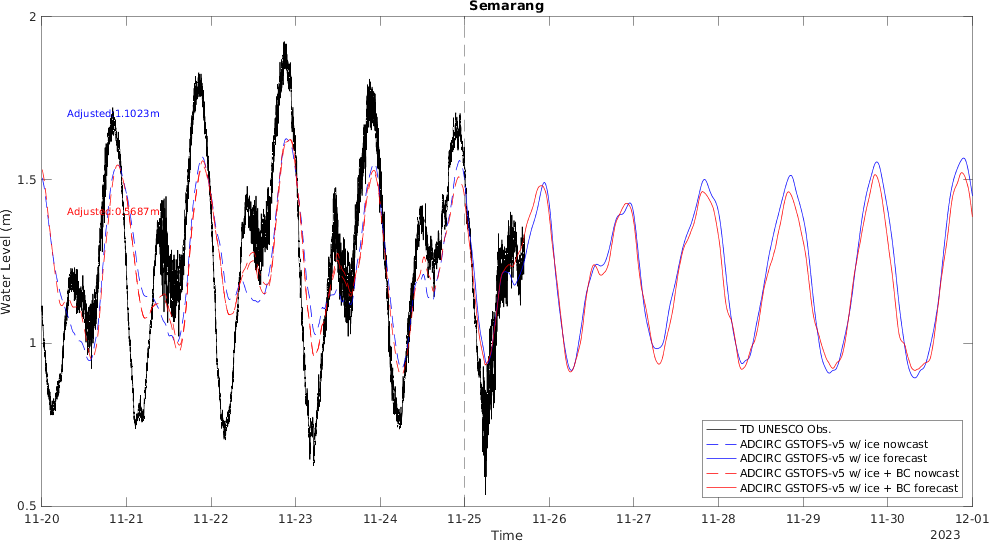 Semarang
2
Adjusted:1.1023m
1.5
Adjusted:0.5687m
Water Level (m)
1
TD UNESCO Obs.
ADCIRC GSTOFS-v5 w/ ice nowcast
ADCIRC GSTOFS-v5 w/ ice forecast
ADCIRC GSTOFS-v5 w/ ice + BC nowcast
ADCIRC GSTOFS-v5 w/ ice + BC forecast
0.5
11-20 11-21 11-22 11-23 11-24 11-25 11-26 11-27 11-28 11-29 11-30 12-01
Time
2023